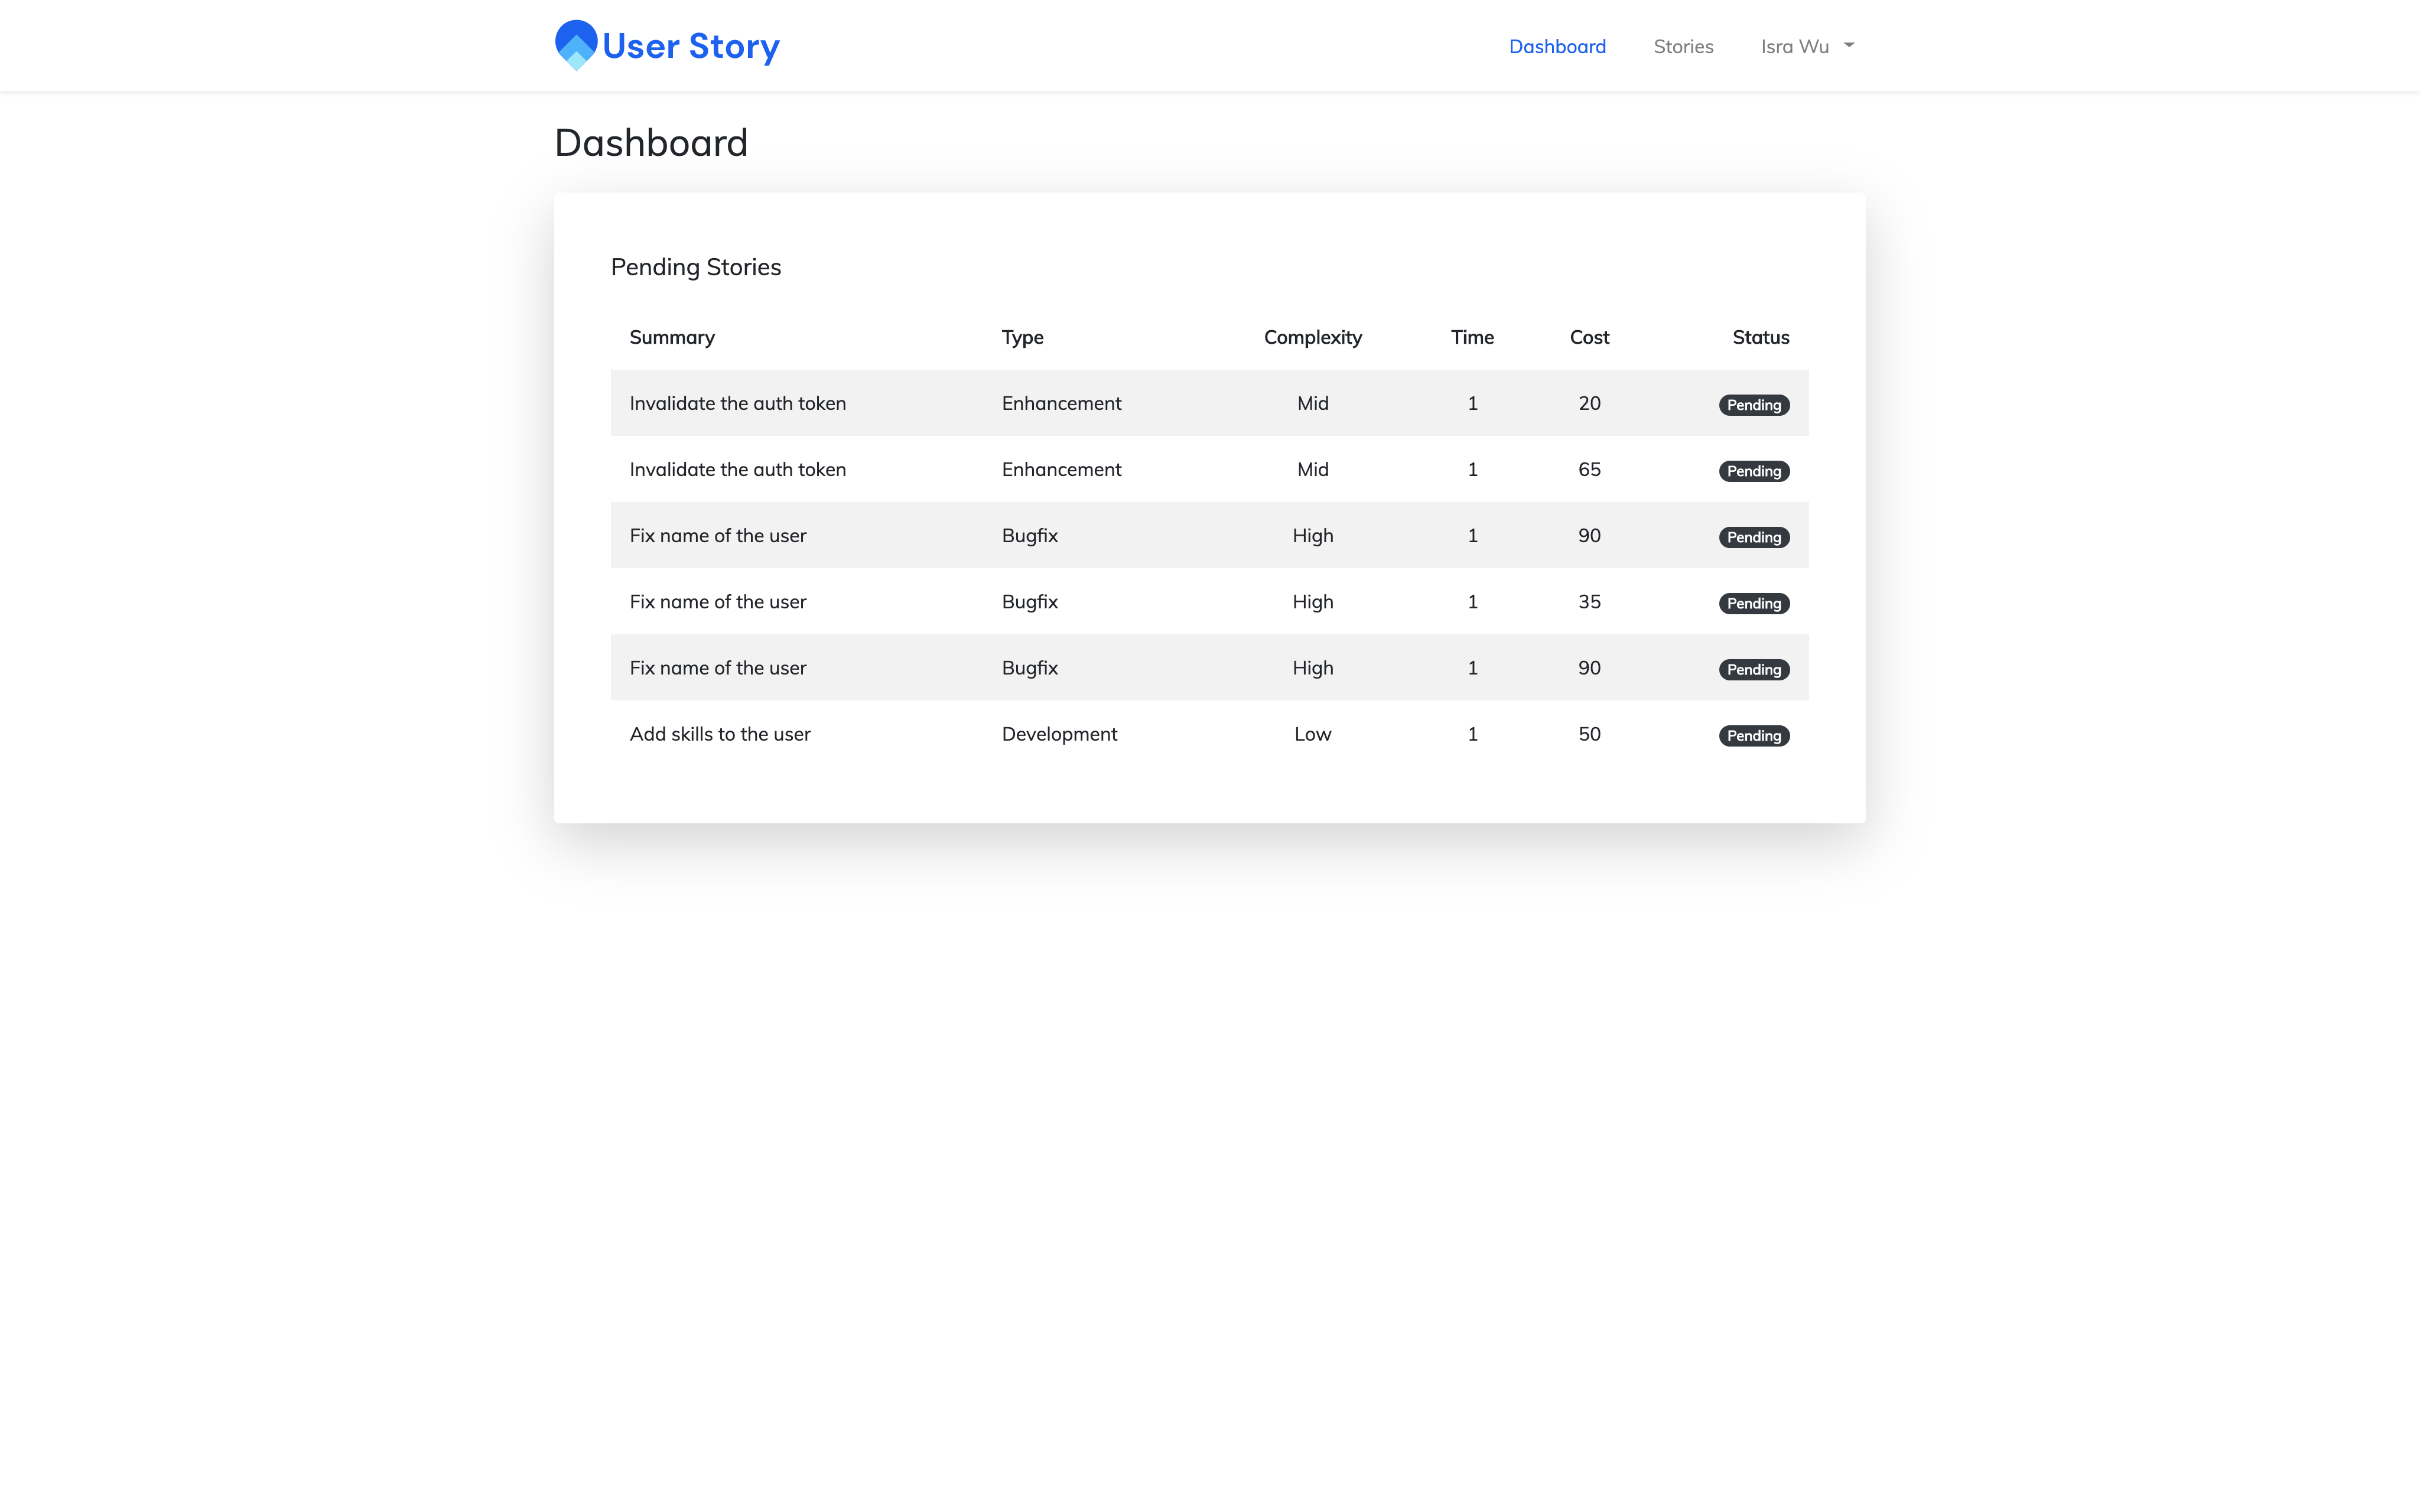 User Story Dashboard Stories Isra Wu
Dashboard
Pending Stories
Summary Type Complexity Time Cost Status
Invalidate the auth token Enhancement Mid 1 20 Pending
Invalidate the auth token Enhancement Mid 1 65 Pending
Fix name of the user Bugfix High 1 90 Pending
Fix name of the user Bugfix High 1 35 Pending
Fix name of the user Bugfix High 1 90 Pending
Add skills to the user Development Low 1 50 Pending